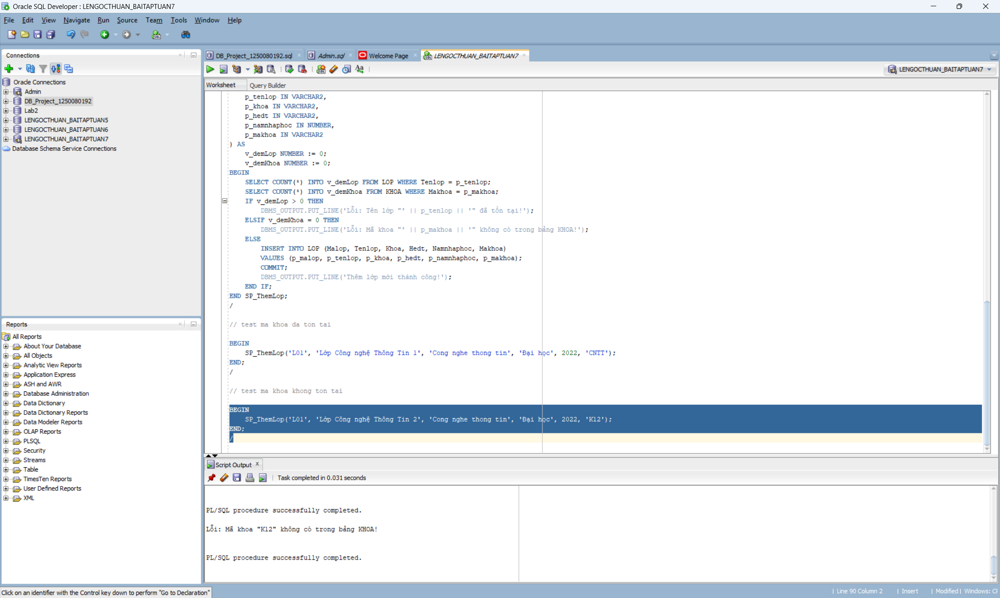 Oracle SQL Developer : LENGOCTHUAN_BAITAPTUAN7
File Edit View Navigate Run Source Team Tools Window Help
Connections
Oracle Connections
Admin
DB_Project_1250080192
Lab2
LENGOCTHUAN_BAITAPTUAN5
LENGOCTHUAN_BAITAPTUAN6
LENGOCTHUAN_BAITAPTUAN7
Database Schema Service Connections
Reports
All Reports
About Your Database
All Objects
Analytic View Reports
Application Express
ASH and AWR
Database Administration
Data Dictionary
Data Dictionary Reports
Data Modeler Reports
OLAP Reports
PLSQL
Security
Streams
Table
TimesTen Reports
User Defined Reports
XML
DB_Project_1250080192.sql Admin.sql Welcome Page LENGOCTHUAN_BAITAPTUAN7
LENGOCTHUAN_BAITAPTUAN7
Worksheet Query Builder
p_tenlop IN VARCHAR2,
p_khoa IN VARCHAR2,
p_hedt IN VARCHAR2,
p_namnhaphoc IN NUMBER,
p_makhoa IN VARCHAR2
) AS
v_demLop NUMBER := 0;
v_demKhoa NUMBER := 0;
BEGIN
SELECT COUNT(*) INTO v_demLop FROM LOP WHERE Tenlop = p_tenlop;
SELECT COUNT(*) INTO v_demKhoa FROM KHOA WHERE Makhoa = p_makhoa;
IF v_demLop > 0 THEN
DBMS_OUTPUT.PUT_LINE('Lỗi: Tên lớp "' || p_tenlop || '" đã tồn tại!');
ELSIF v_demKhoa = 0 THEN
DBMS_OUTPUT.PUT_LINE('Lỗi: Mã khoa "' || p_makhoa || '" không có trong bảng KHOA!');
ELSE
INSERT INTO LOP (Malop, Tenlop, Khoa, Hedt, Namnhaphoc, Makhoa)
VALUES (p_malop, p_tenlop, p_khoa, p_hedt, p_namnhaphoc, p_makhoa);
COMMIT;
DBMS_OUTPUT.PUT_LINE('Thêm lớp mới thành công!');
END IF;
END SP_ThemLop;
/
// test ma khoa da ton tai
BEGIN
SP_ThemLop('L01', 'Lớp Công nghệ Thông Tin 1', 'Cong nghe thong tin', 'Đại học', 2022, 'CNTT');
END;
/
// test ma khoa khong ton tai
BEGIN
SP_ThemLop('L01', 'Lớp Công nghệ Thông Tin 2', 'Cong nghe thong tin', 'Đại học', 2022, 'K12');
END;
/
Script Output
Task completed in 0.031 seconds
PL/SQL procedure successfully completed.
Lỗi: Mã khoa "K12" không có trong bảng KHOA!
PL/SQL procedure successfully completed.
Click on an identifier with the Control key down to perform "Go to Declaration"
Line 90 Column 2 | Insert | Modified | Windows: